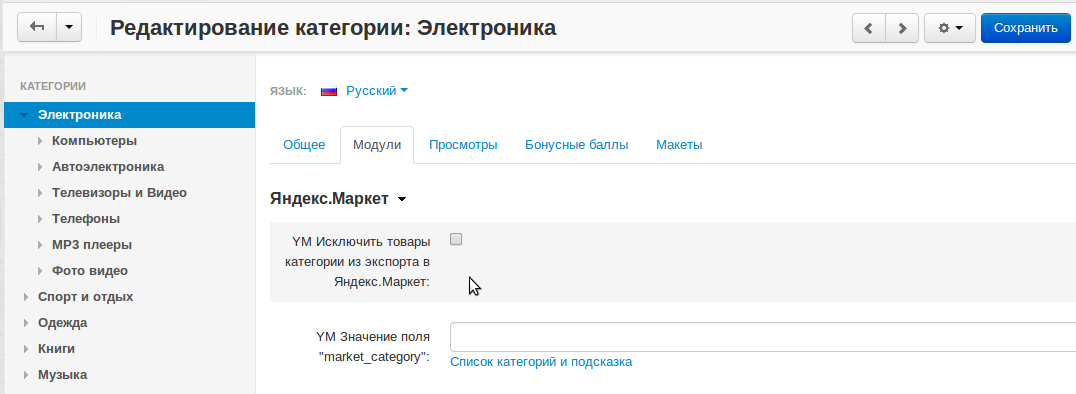 Редактирование категории: Электроника
Сохранить
КАТЕГОРИИ
Электроника
Компьютеры
Автоэлектроника
Телевизоры и Видео
Телефоны
MP3 плееры
Фото видео
Спорт и отдых
Одежда
Книги
Музыка
ЯЗЫК: Русский
Общее Модули Просмотры Бонусные баллы Макеты
Яндекс.Маркет
YM Исключить товары
категории из экспорта в
Яндекс.Маркет:
YM Значение поля
"market_category":
Список категорий и подсказка